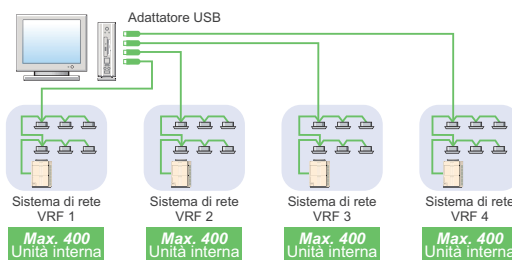 Adattatore USB
Sistema di rete
VRF 1
Max. 400
Unità interna
Sistema di rete
VRF 2
Max. 400
Unità interna
Sistema di rete
VRF 3
Max. 400
Unità interna
Sistema di rete
VRF 4
Max. 400
Unità interna